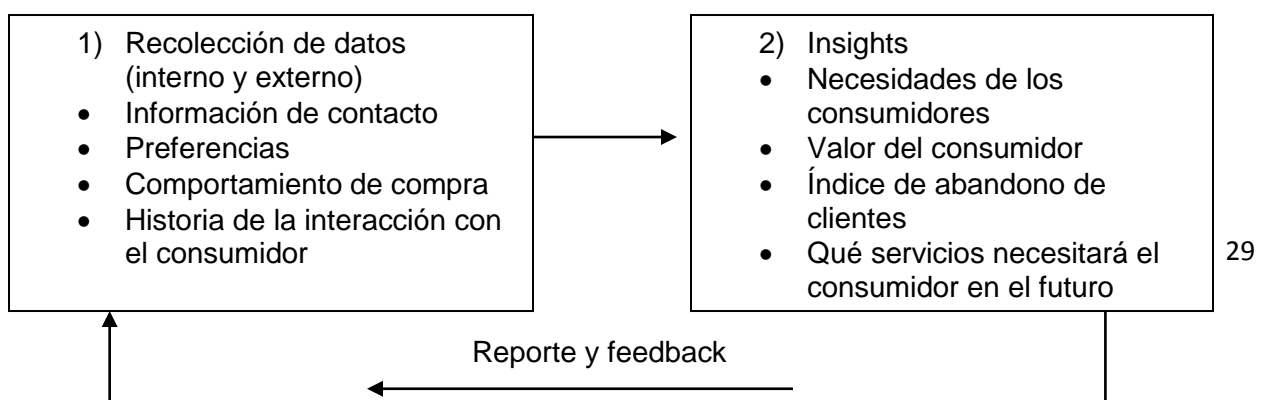 1) Recolección de datos
(interno y externo)
• Información de contacto
• Preferencias
• Comportamiento de compra
• Historia de la interacción con
el consumidor
2) Insights
• Necesidades de los
consumidores
• Valor del consumidor
• Índice de abandono de
clientes
• Qué servicios necesitará el
consumidor en el futuro
29
Reporte y feedback